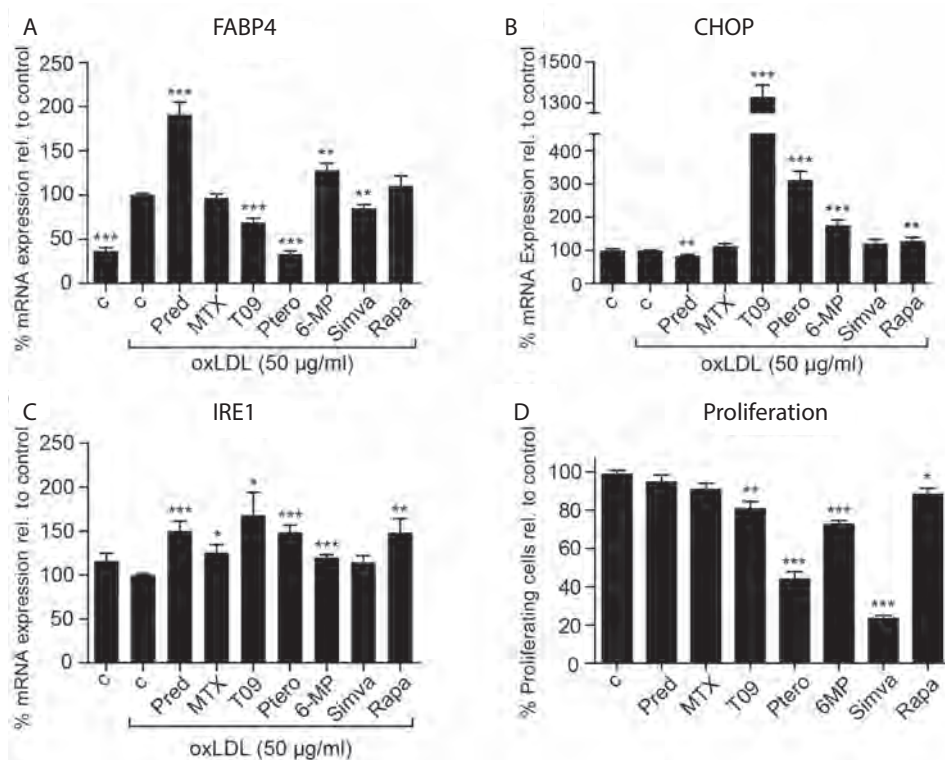 A FABP4
% mRNA expression rel. to control
250
200
150
100
50
0
*** *** *** *** ** **
c c Pred MTX T09 Ptero 6-MP Simva Rapa
oxLDL (50 µg/ml)
B CHOP
% mRNA Expression rel. to control
1500
1300
400
300
200
100
0
** *** *** *** **
c c Pred MTX T09 Ptero 6-MP Simva Rapa
oxLDL (50 µg/ml)
C IRE1
% mRNA expression rel. to control
250
200
150
100
50
0
*** * * *** *** **
c c Pred MTX T09 Ptero 6-MP Simva Rapa
oxLDL (50 µg/ml)
D Proliferation
% Proliferating cells rel. to control
100
80
60
40
20
0
** *** *** *** *
c Pred MTX T09 Ptero 6MP Simva Rapa